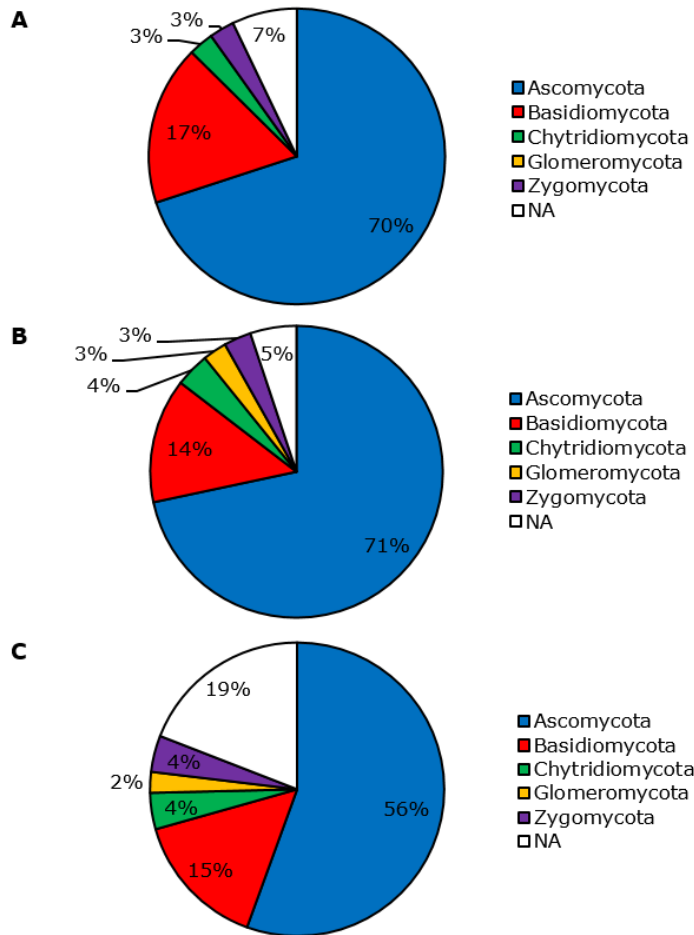 A
3%
3%
7%
17%
70%
Ascomycota
Basidiomycota
Chytridiomycota
Glomeromycota
Zygomycota
NA
B
3%
3%
4%
5%
14%
71%
Ascomycota
Basidiomycota
Chytridiomycota
Glomeromycota
Zygomycota
NA
C
19%
4%
2%
4%
56%
15%
Ascomycota
Basidiomycota
Chytridiomycota
Glomeromycota
Zygomycota
NA